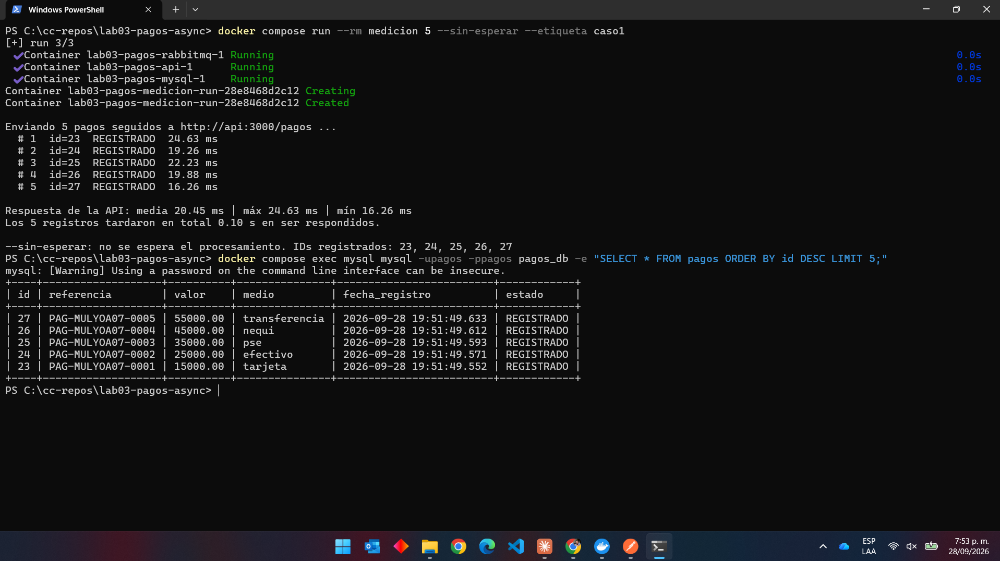 Windows PowerShell
PS C:\cc-repos\lab03-pagos-async> docker compose run --rm medicion 5 --sin-esperar --etiqueta caso1
[+] run 3/3
✔Container lab03-pagos-rabbitmq-1 Running 0.0s
✔Container lab03-pagos-api-1 Running 0.0s
✔Container lab03-pagos-mysql-1 Running 0.0s
Container lab03-pagos-medicion-run-28e8468d2c12 Creating
Container lab03-pagos-medicion-run-28e8468d2c12 Created
Enviando 5 pagos seguidos a http://api:3000/pagos ...
# 1 id=23 REGISTRADO 24.63 ms
# 2 id=24 REGISTRADO 19.26 ms
# 3 id=25 REGISTRADO 22.23 ms
# 4 id=26 REGISTRADO 19.88 ms
# 5 id=27 REGISTRADO 16.26 ms
Respuesta de la API: media 20.45 ms | máx 24.63 ms | mín 16.26 ms
Los 5 registros tardaron en total 0.10 s en ser respondidos.
--sin-esperar: no se espera el procesamiento. IDs registrados: 23, 24, 25, 26, 27
PS C:\cc-repos\lab03-pagos-async> docker compose exec mysql mysql -upagos -ppagos pagos_db -e "SELECT * FROM pagos ORDER BY id DESC LIMIT 5;"
mysql: [Warning] Using a password on the command line interface can be insecure.
+----+-------------------+----------+---------------+-------------------------+------------+
| id | referencia | valor | medio | fecha_registro | estado |
+----+-------------------+----------+---------------+-------------------------+------------+
| 27 | PAG-MULYOA07-0005 | 55000.00 | transferencia | 2026-09-28 19:51:49.633 | REGISTRADO |
| 26 | PAG-MULYOA07-0004 | 45000.00 | nequi | 2026-09-28 19:51:49.612 | REGISTRADO |
| 25 | PAG-MULYOA07-0003 | 35000.00 | pse | 2026-09-28 19:51:49.593 | REGISTRADO |
| 24 | PAG-MULYOA07-0002 | 25000.00 | efectivo | 2026-09-28 19:51:49.571 | REGISTRADO |
| 23 | PAG-MULYOA07-0001 | 15000.00 | tarjeta | 2026-09-28 19:51:49.552 | REGISTRADO |
+----+-------------------+----------+---------------+-------------------------+------------+
PS C:\cc-repos\lab03-pagos-async>
ESP
LAA
7:53 p. m.
28/09/2026